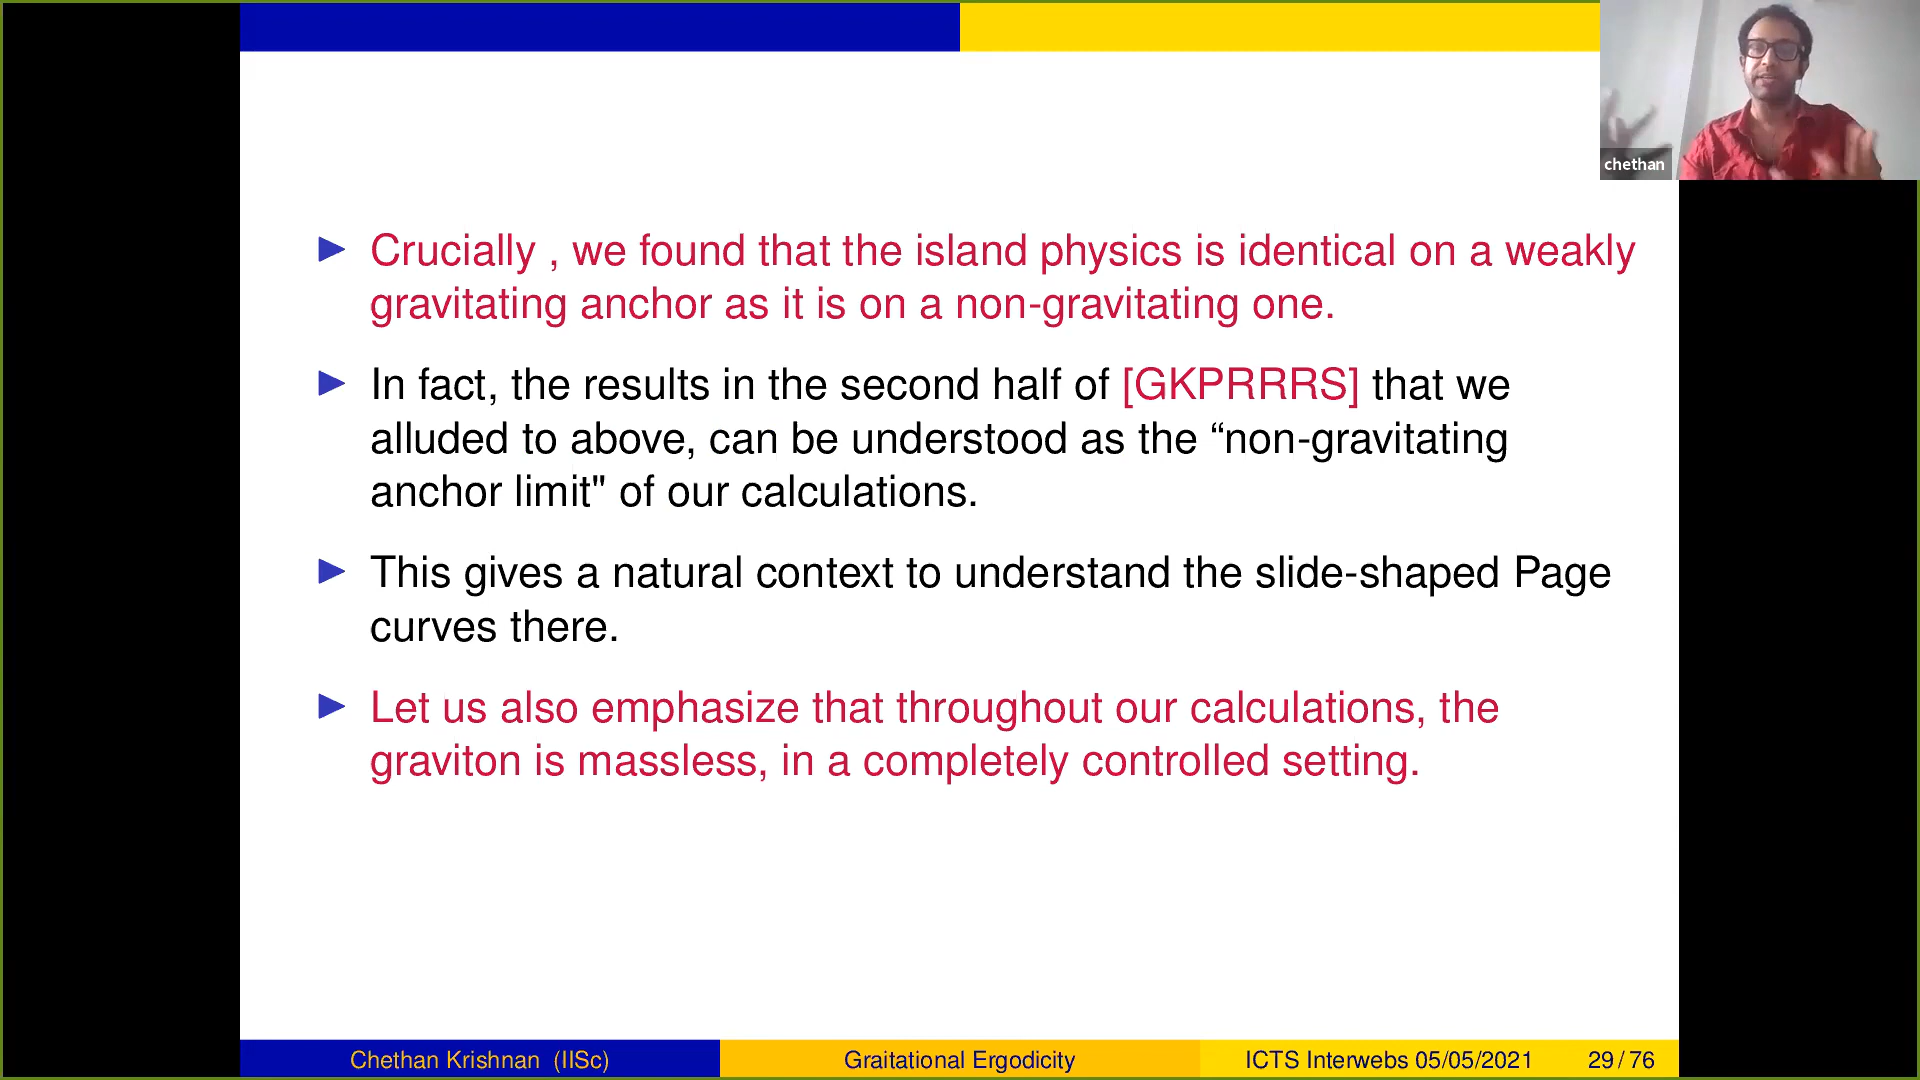 chethan
Crucially , we found that the island physics is identical on a weakly
gravitating anchor as it is on a non-gravitating one.
In fact, the results in the second half of [GKPRRRS] that we
alluded to above, can be understood as the “non-gravitating
anchor limit" of our calculations.
This gives a natural context to understand the slide-shaped Page
curves there.
Let us also emphasize that throughout our calculations, the
graviton is massless, in a completely controlled setting.
Chethan Krishnan (IISc) Graitational Ergodicity ICTS Interwebs 05/05/2021 29 / 76